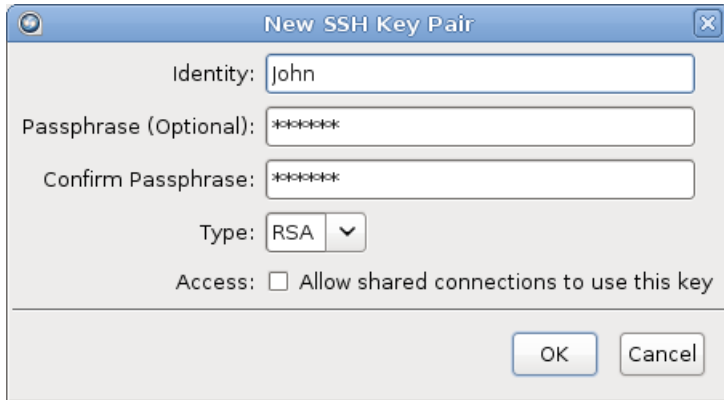 New SSH Key Pair
Identity: John
Passphrase (Optional): ******
Confirm Passphrase: ******
Type: RSA
Access: Allow shared connections to use this key
OK Cancel